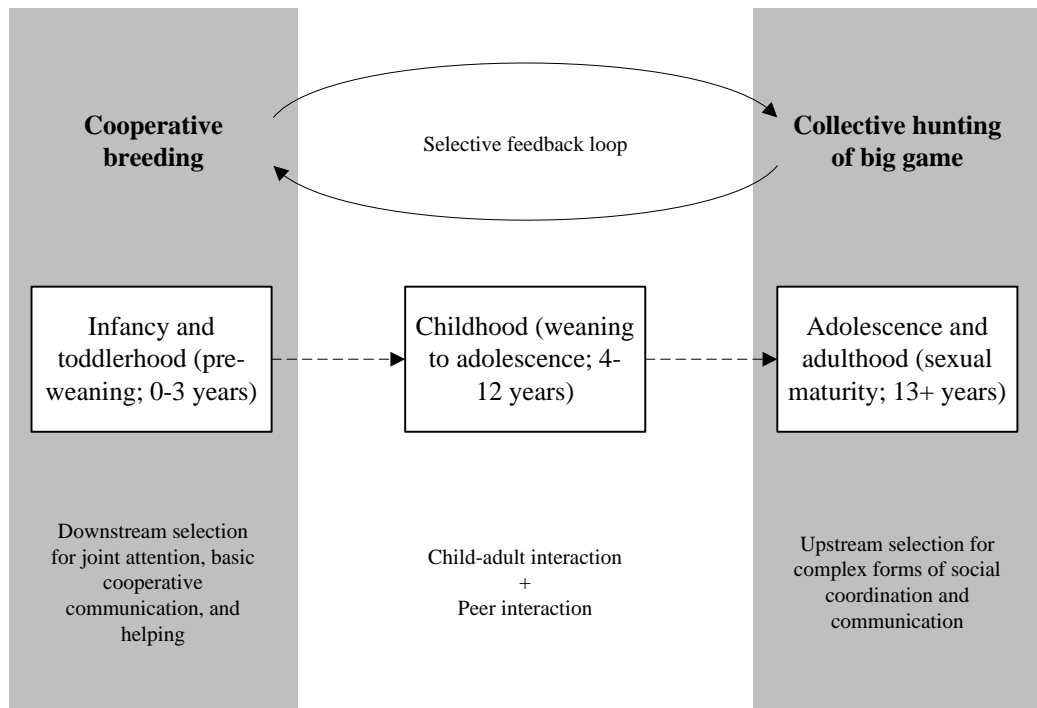 Cooperative
breeding
Selective feedback loop
Collective hunting
of big game
Infancy and
toddlerhood (pre-
weaning; 0-3 years)
Childhood (weaning
to adolescence; 4-
12 years)
Adolescence and
adulthood (sexual
maturity; 13+ years)
Downstream selection
for joint attention, basic
cooperative
communication, and
helping
Child-adult interaction
+
Peer interaction
Upstream selection for
complex forms of social
coordination and
communication